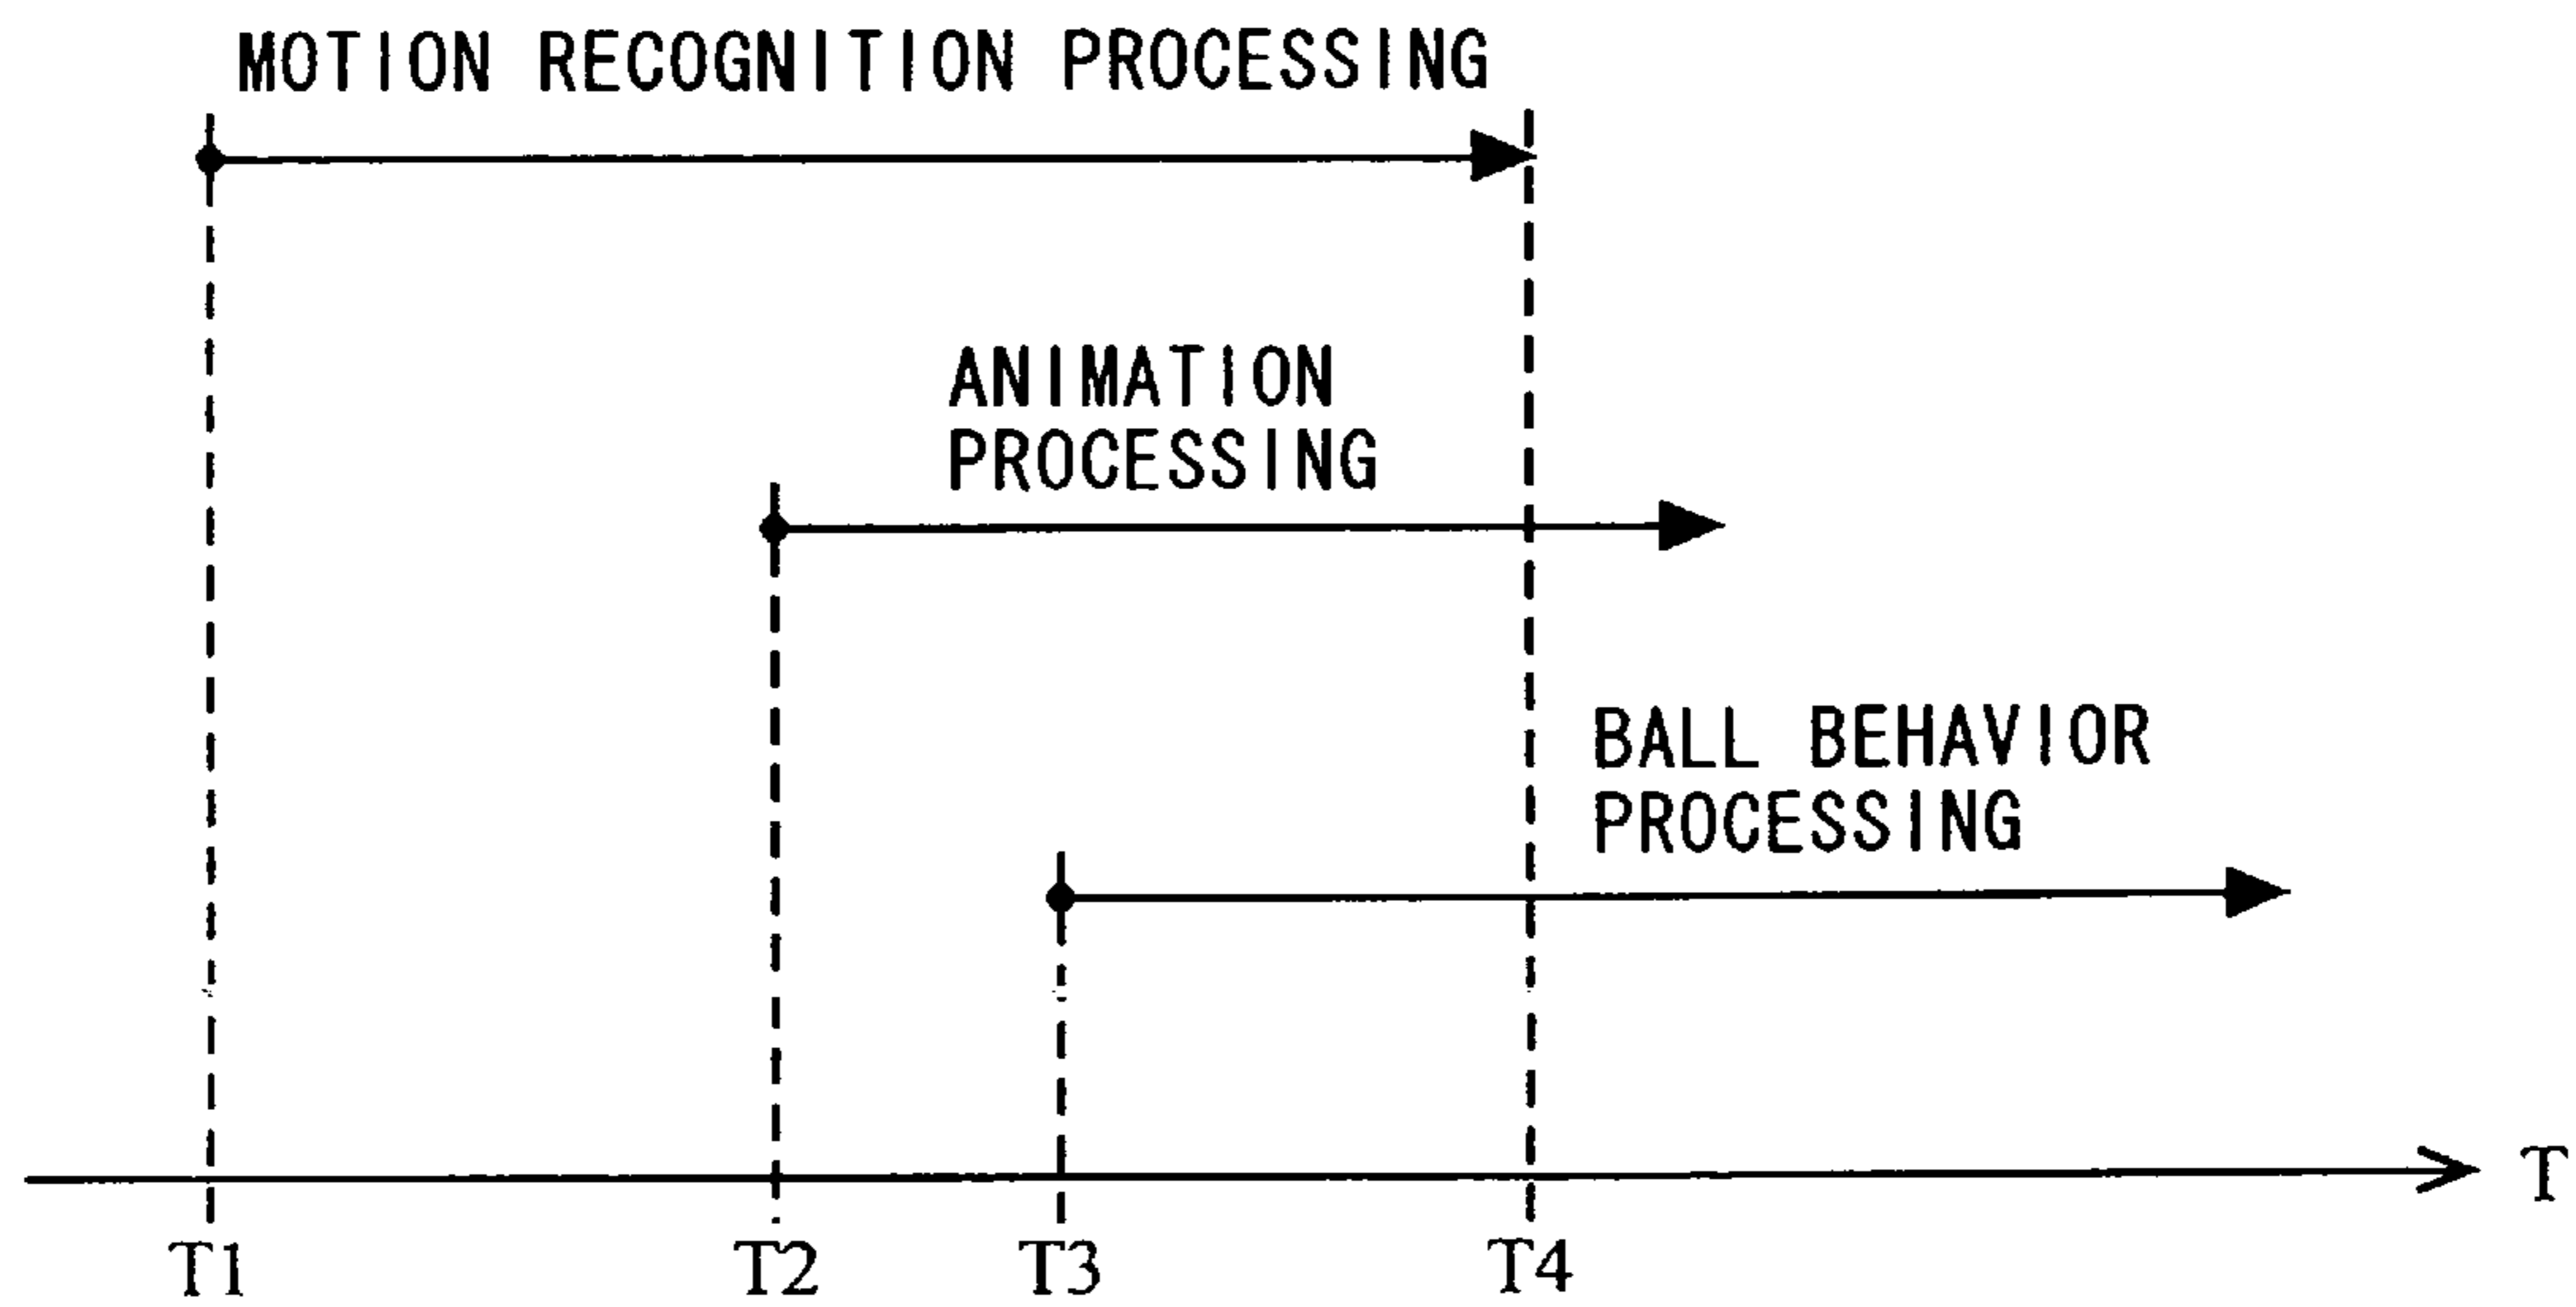 MOTION RECOGNITION PROCESSING
ANIMATION
PROCESSING
BALL BEHAVIOR
PROCESSING
T
T1 T2 T3 T4